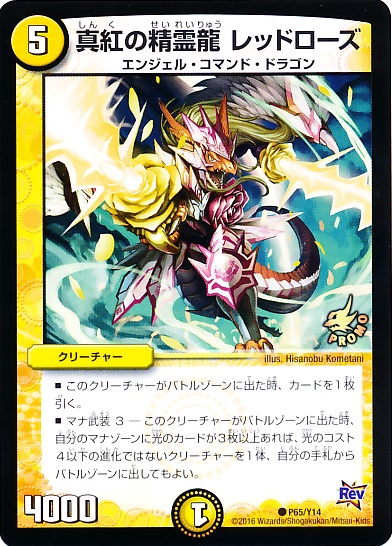 5
しん く せいれいりゅう
真紅の精霊龍 レッドローズ
エンジェル・コマンド・ドラゴン
PROMO
illus. Hisanobu Kometani
クリーチャー
■ このクリーチャーがバトルゾーンに出た時、カードを1枚
引く。
■ マナ武装 3 ― このクリーチャーがバトルゾーンに出た時、
自分のマナゾーンに光のカードが3枚以上あれば、光のコスト
4以下の進化ではないクリーチャーを1体、自分の手札から
バトルゾーンに出してもよい。
Rev
4000
1
● P65/Y14
©2016 Wizards/Shogakukan/Mitsui-Kids